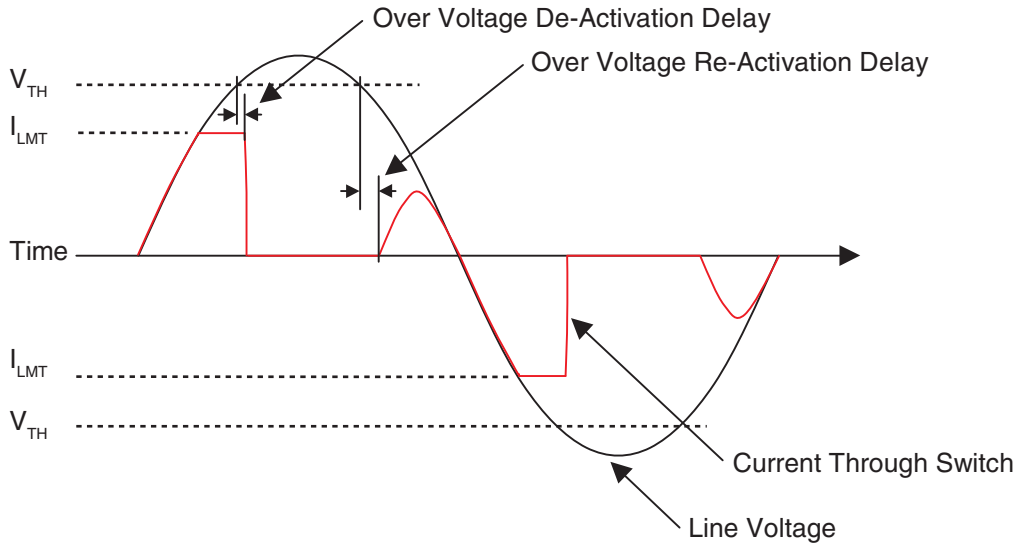 Over Voltage De-Activation Delay
Over Voltage Re-Activation Delay
V_TH
I_LMT
Time
I_LMT
V_TH
Current Through Switch
Line Voltage